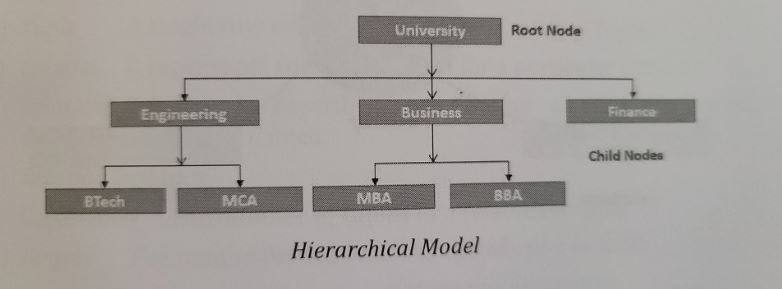 University Root Node
Engineering Business Finance
Child Nodes
BTech MCA MBA BBA
Hierarchical Model